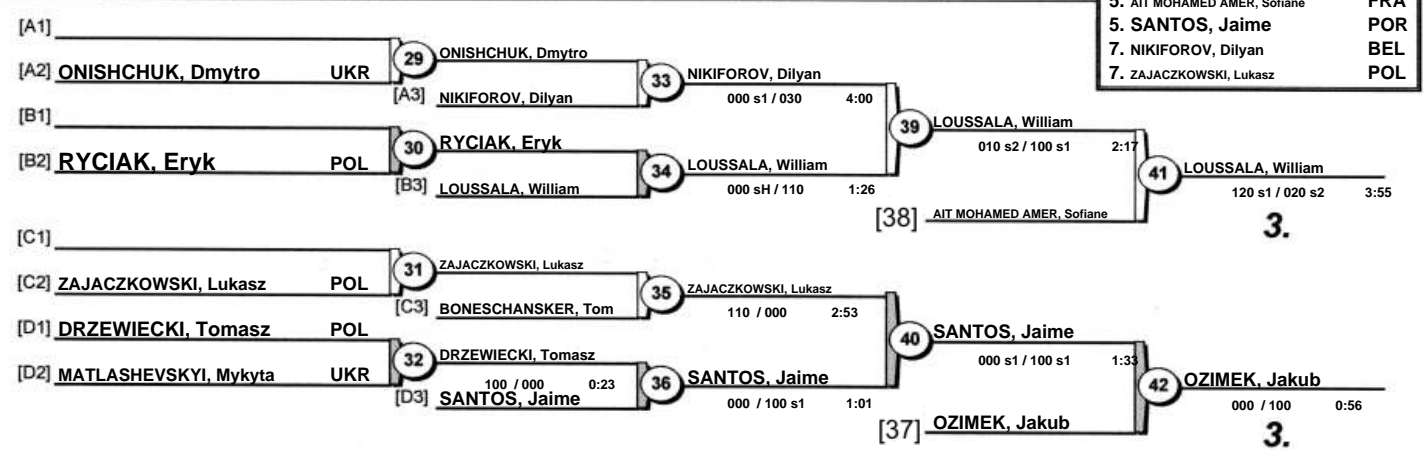 5. AIT MOHAMED AMER, Sofiane FRA
5. SANTOS, Jaime POR
7. NIKIFOROV, Dilyan BEL
7. ZAJACZKOWSKI, Lukasz POL
[A1]
[A2] ONISHCHUK, Dmytro UKR
29 ONISHCHUK, Dmytro
[A3] NIKIFOROV, Dilyan
33 NIKIFOROV, Dilyan
000 s1 / 030 4:00
[B1]
[B2] RYCIAK, Eryk POL
30 RYCIAK, Eryk
[B3] LOUSSALA, William
34 LOUSSALA, William
000 sH / 110 1:26
39 LOUSSALA, William
010 s2 / 100 s1 2:17
[38] AIT MOHAMED AMER, Sofiane
41 LOUSSALA, William
120 s1 / 020 s2 3:55
3.
[C1]
[C2] ZAJACZKOWSKI, Lukasz POL
31 ZAJACZKOWSKI, Lukasz
[C3] BONESCHANSKER, Tom
35 ZAJACZKOWSKI, Lukasz
110 / 000 2:53
[D1] DRZEWIECKI, Tomasz POL
[D2] MATLASHEVSKYI, Mykyta UKR
32 DRZEWIECKI, Tomasz
100 / 000 0:23
[D3] SANTOS, Jaime
36 SANTOS, Jaime
000 / 100 s1 1:01
40 SANTOS, Jaime
000 s1 / 100 s1 1:33
[37] OZIMEK, Jakub
42 OZIMEK, Jakub
000 / 100 0:56
3.